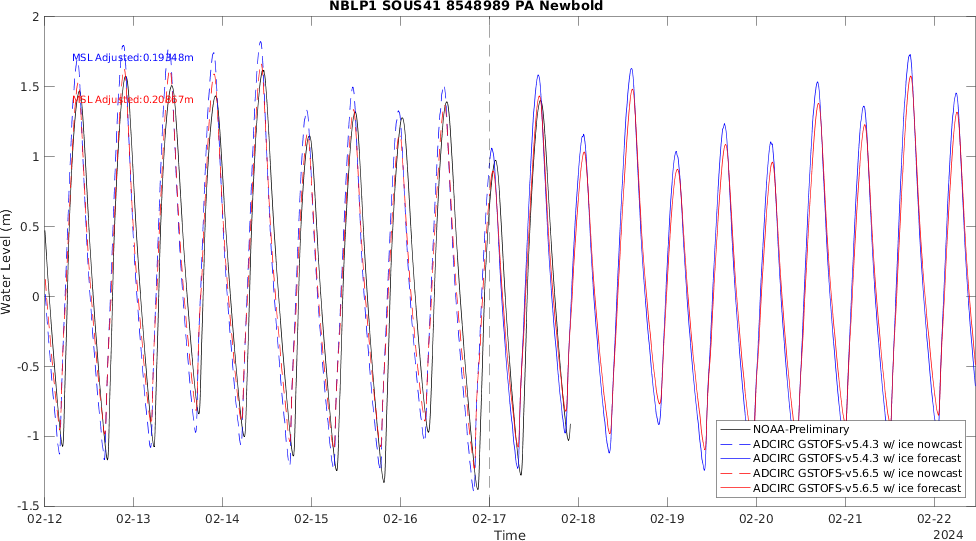 NBLP1 SOUS41 8548989 PA Newbold
2
1.5
1
0.5
0
-0.5
-1
-1.5
Water Level (m)
MSL Adjusted:0.19348m
MSL Adjusted:0.20867m
NOAA-Preliminary
ADCIRC GSTOFS-v5.4.3 w/ ice nowcast
ADCIRC GSTOFS-v5.4.3 w/ ice forecast
ADCIRC GSTOFS-v5.6.5 w/ ice nowcast
ADCIRC GSTOFS-v5.6.5 w/ ice forecast
02-12 02-13 02-14 02-15 02-16 02-17 02-18 02-19 02-20 02-21 02-22
Time
2024